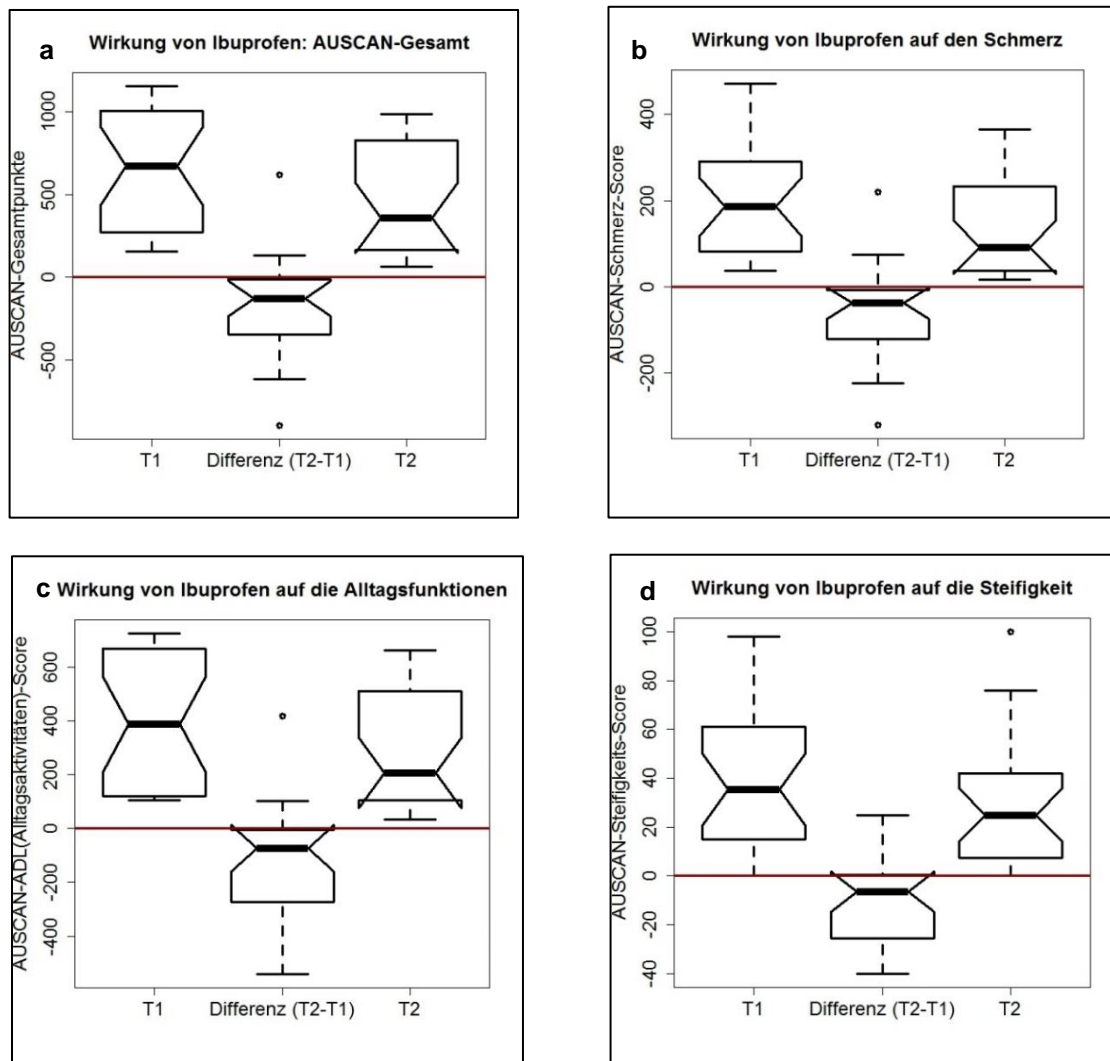 a
Wirkung von Ibuprofen: AUSCAN-Gesamt
AUSCAN-Gesamtpunkte
1000
500
0
-500
T1
Differenz (T2-T1)
T2
b
Wirkung von Ibuprofen auf den Schmerz
AUSCAN-Schmerz-Score
400
200
0
-200
T1
Differenz (T2-T1)
T2
c
Wirkung von Ibuprofen auf die Alltagsfunktionen
AUSCAN-ADL(Alltagsaktivitäten)-Score
600
400
200
0
-200
-400
T1
Differenz (T2-T1)
T2
d
Wirkung von Ibuprofen auf die Steifigkeit
AUSCAN-Steifigkeits-Score
100
80
60
40
20
0
-20
-40
T1
Differenz (T2-T1)
T2